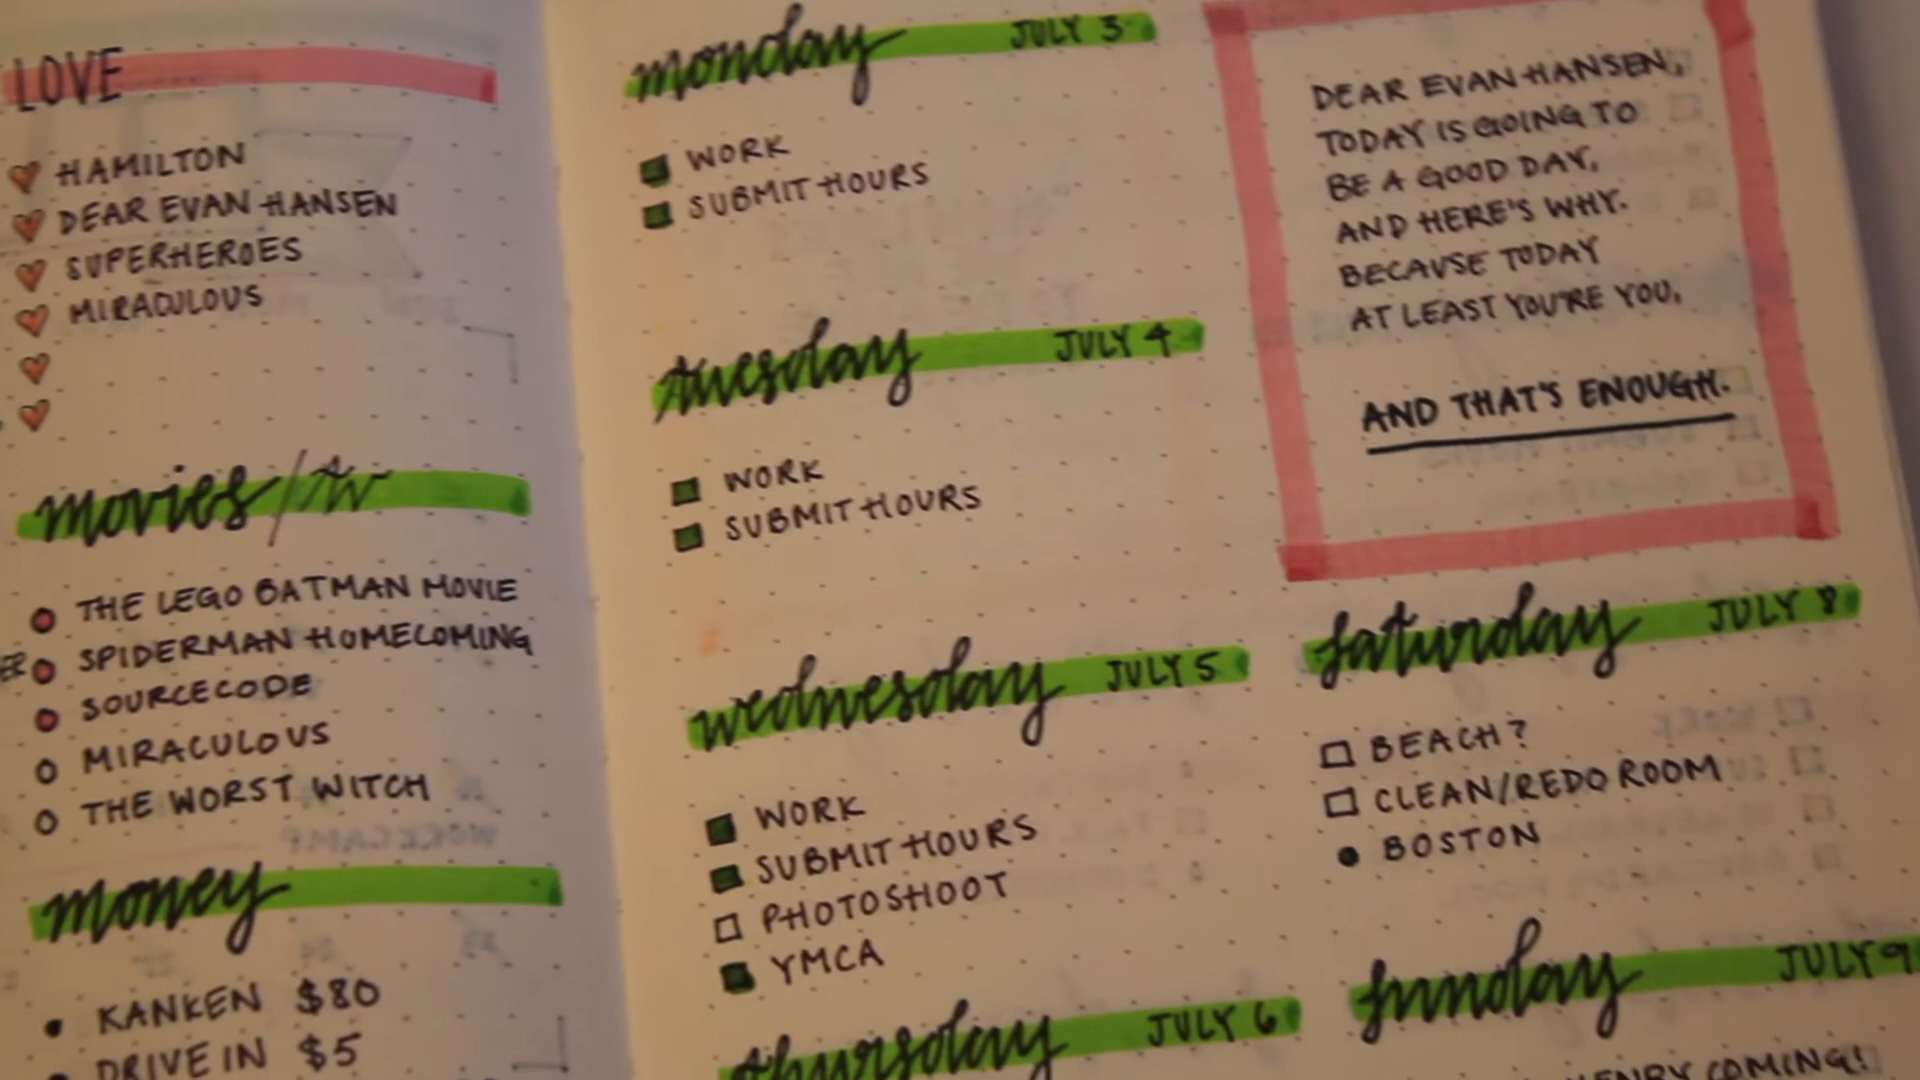 LOVE
HAMILTON
DEAR EVAN HANSEN
SUPERHEROES
MIRACULOUS
movies/tv
THE LEGO BATMAN MOVIE
SPIDERMAN HOMECOMING
SOURCECODE
MIRACULOUS
THE WORST WITCH
money
KANKEN $80
DRIVE IN $5
monday JULY 3
WORK
SUBMIT HOURS
tuesday JULY 4
WORK
SUBMIT HOURS
wednesday JULY 5
WORK
SUBMIT HOURS
PHOTOSHOOT
YMCA
thursday JULY 6
DEAR EVAN HANSEN,
TODAY IS GOING TO
BE A GOOD DAY,
AND HERE'S WHY.
BECAUSE TODAY
AT LEAST YOU'RE YOU,
AND THAT'S ENOUGH.
saturday JULY 8
BEACH?
CLEAN/REDO ROOM
BOSTON
sunday JULY 9
COMING!